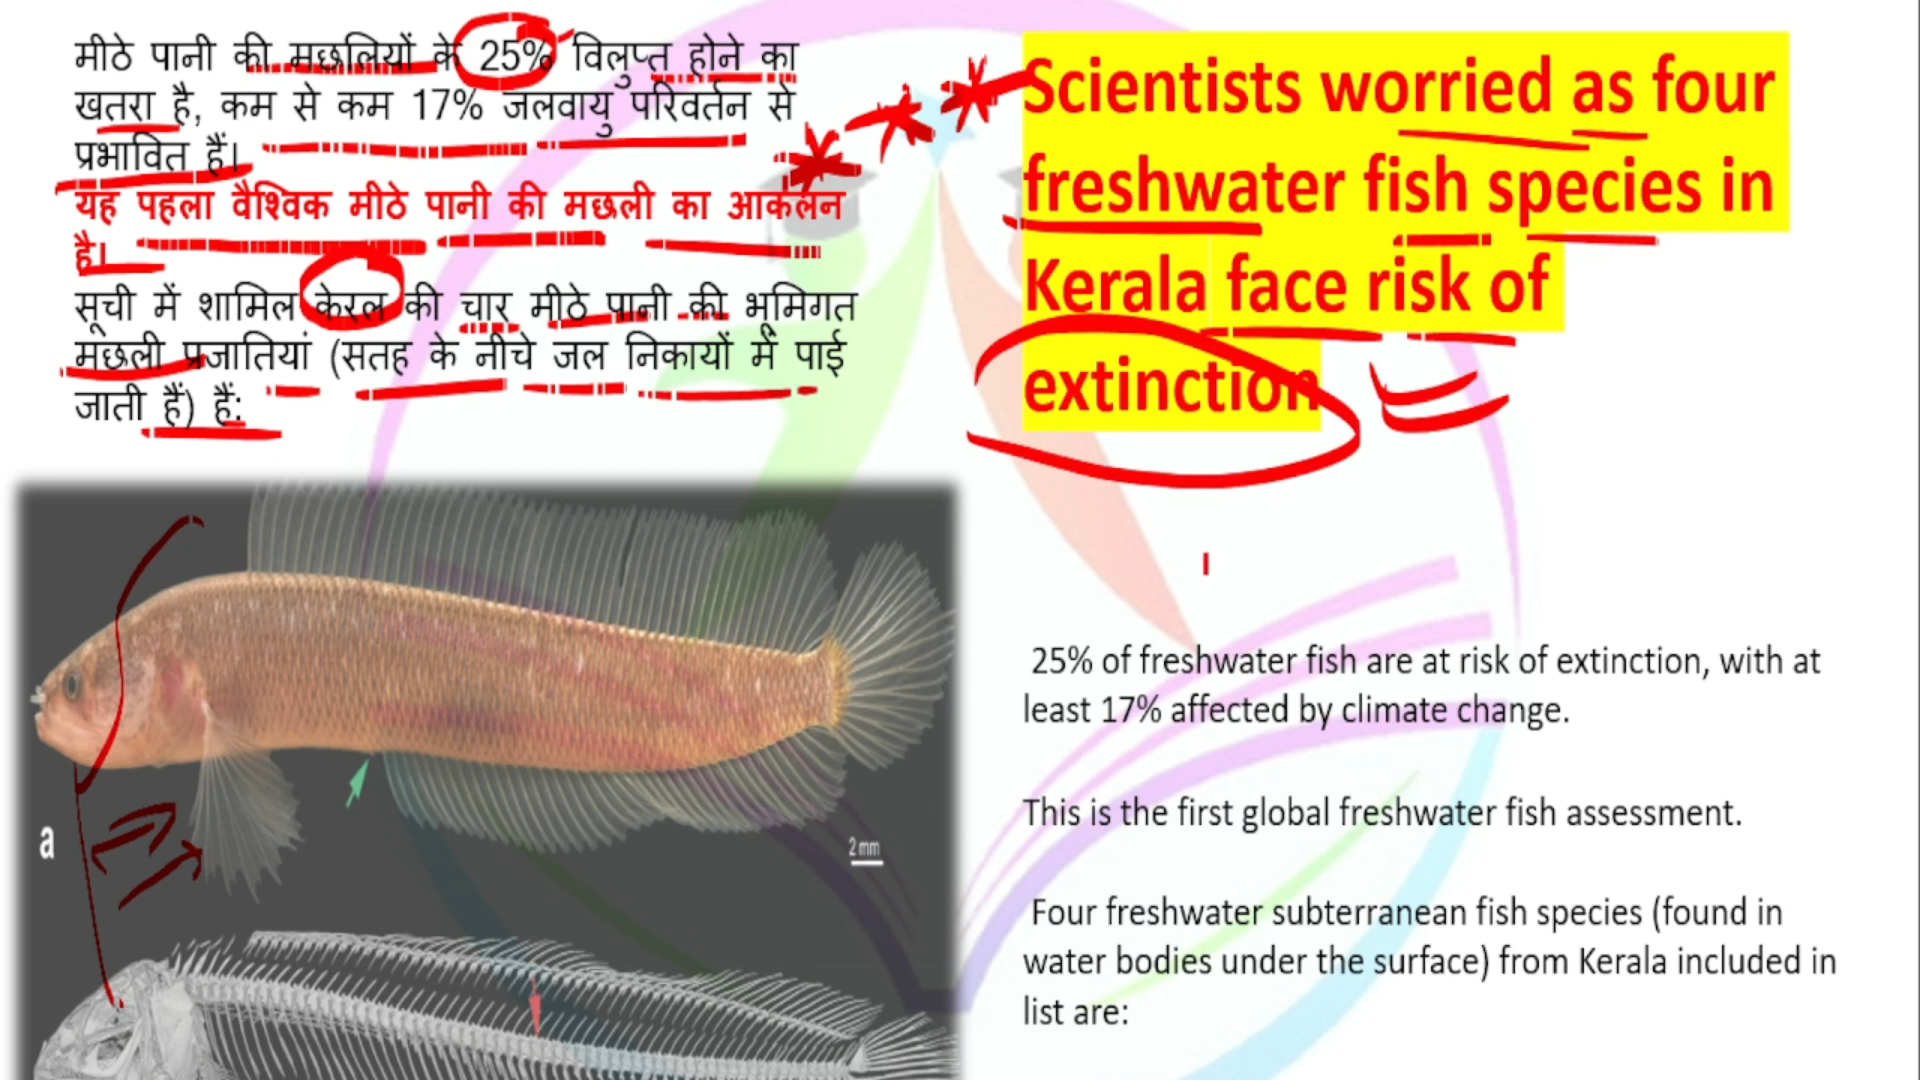 मीठे पानी की मछलियों के 25% विलुप्त होने का
खतरा है, कम से कम 17% जलवायु परिवर्तन से
प्रभावित हैं।
यह पहला वैश्विक मीठे पानी की मछली का आकलन
है।
सूची में शामिल केरल की चार मीठे पानी की भूमिगत
मछली प्रजातियां (सतह के नीचे जल निकायों में पाई
जाती हैं) हैं:
Scientists worried as four
freshwater fish species in
Kerala face risk of
extinction
25% of freshwater fish are at risk of extinction, with at
least 17% affected by climate change.
This is the first global freshwater fish assessment.
Four freshwater subterranean fish species (found in
water bodies under the surface) from Kerala included in
list are:
a
2 mm